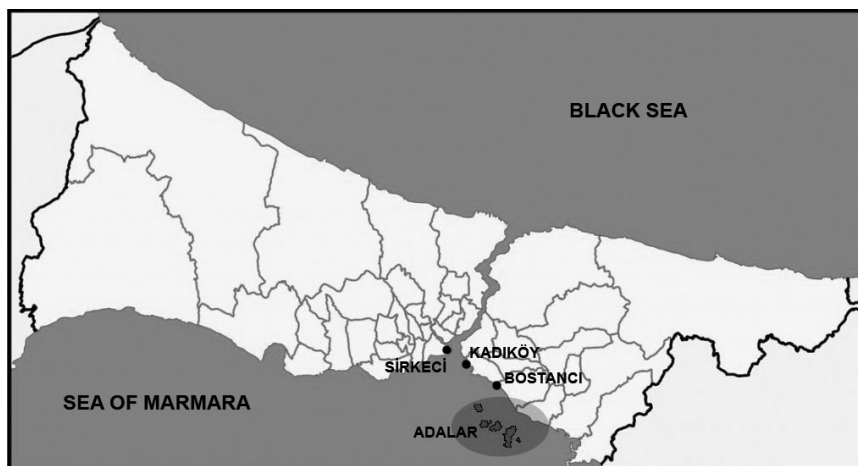 BLACK SEA
KADIKÖY
SİRKECİ
BOSTANCI
SEA OF MARMARA
ADALAR